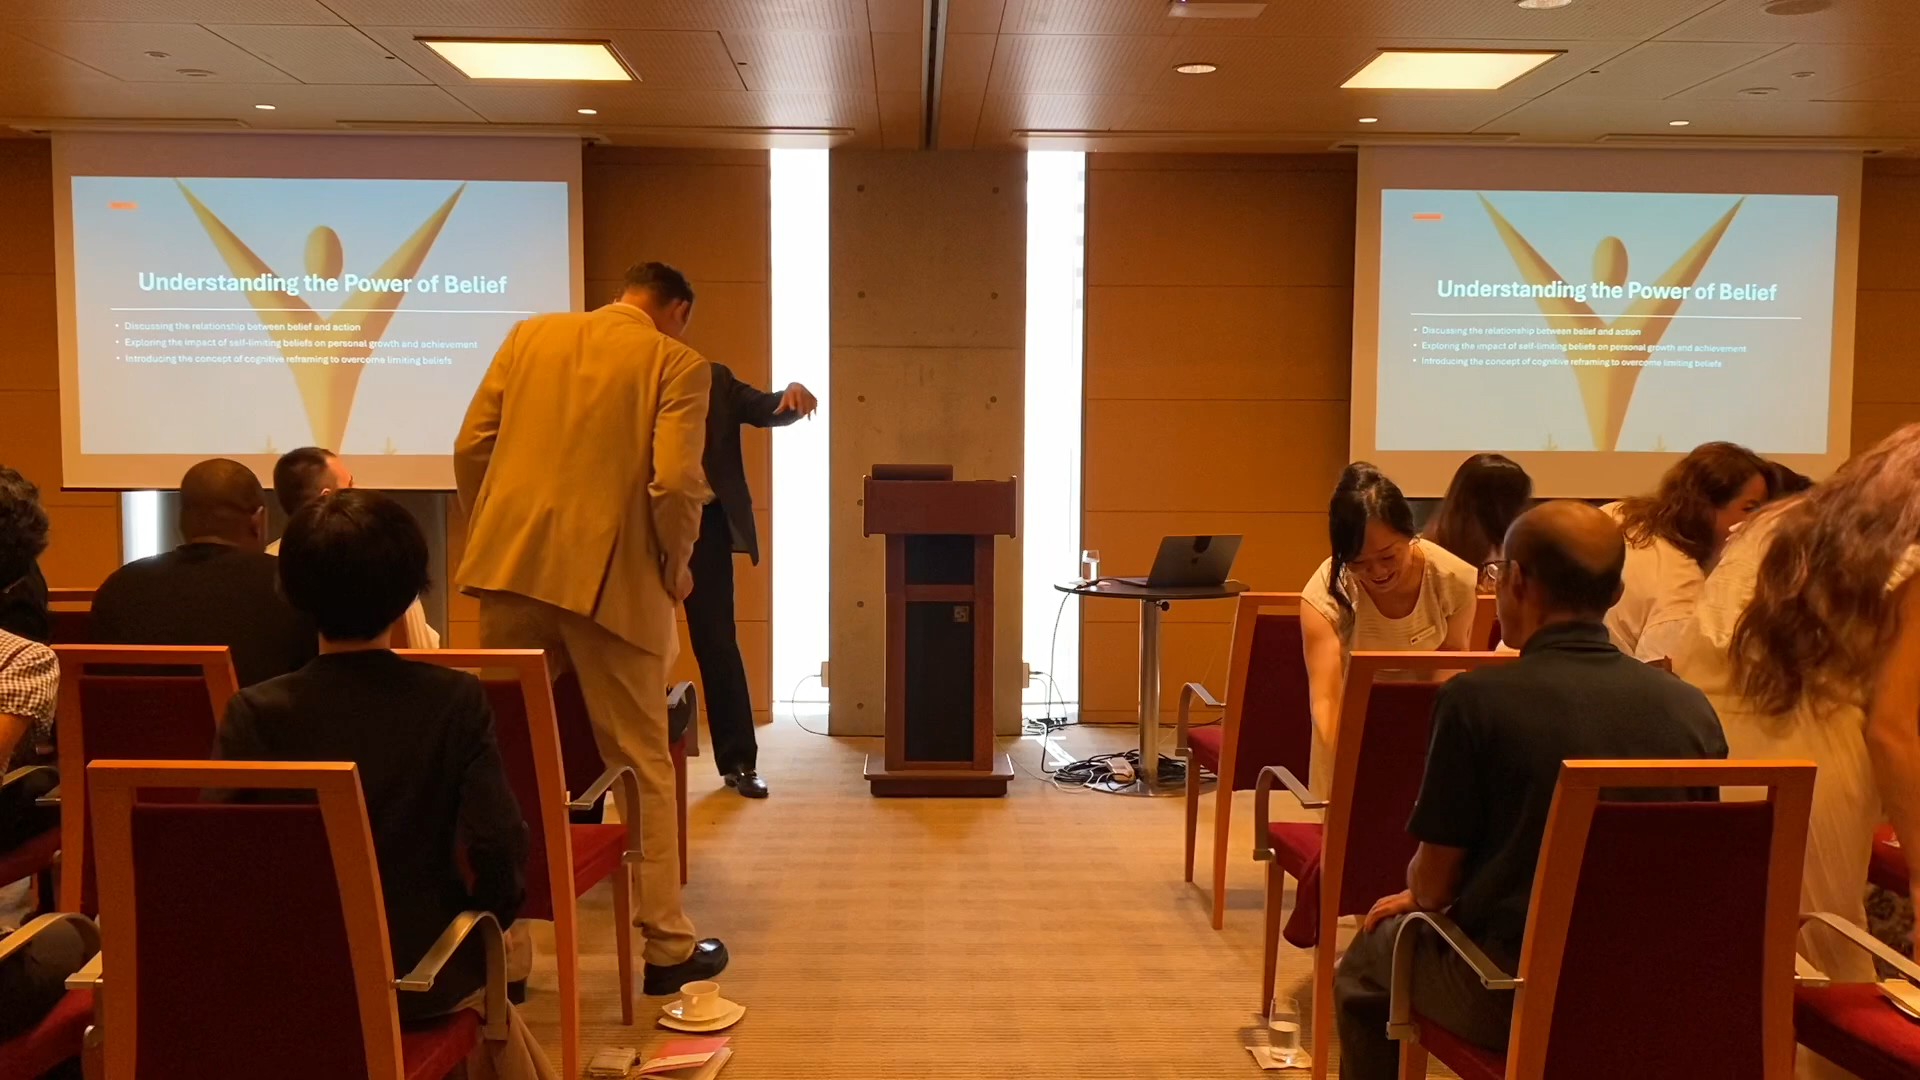 Understanding the Power of Belief
• Discussing the relationship between belief and action
• Exploring the impact of self-limiting beliefs on personal growth and achievement
• Introducing the concept of cognitive reframing to overcome limiting beliefs
Understanding the Power of Belief
• Discussing the relationship between belief and action
• Exploring the impact of self-limiting beliefs on personal growth and achievement
• Introducing the concept of cognitive reframing to overcome limiting beliefs